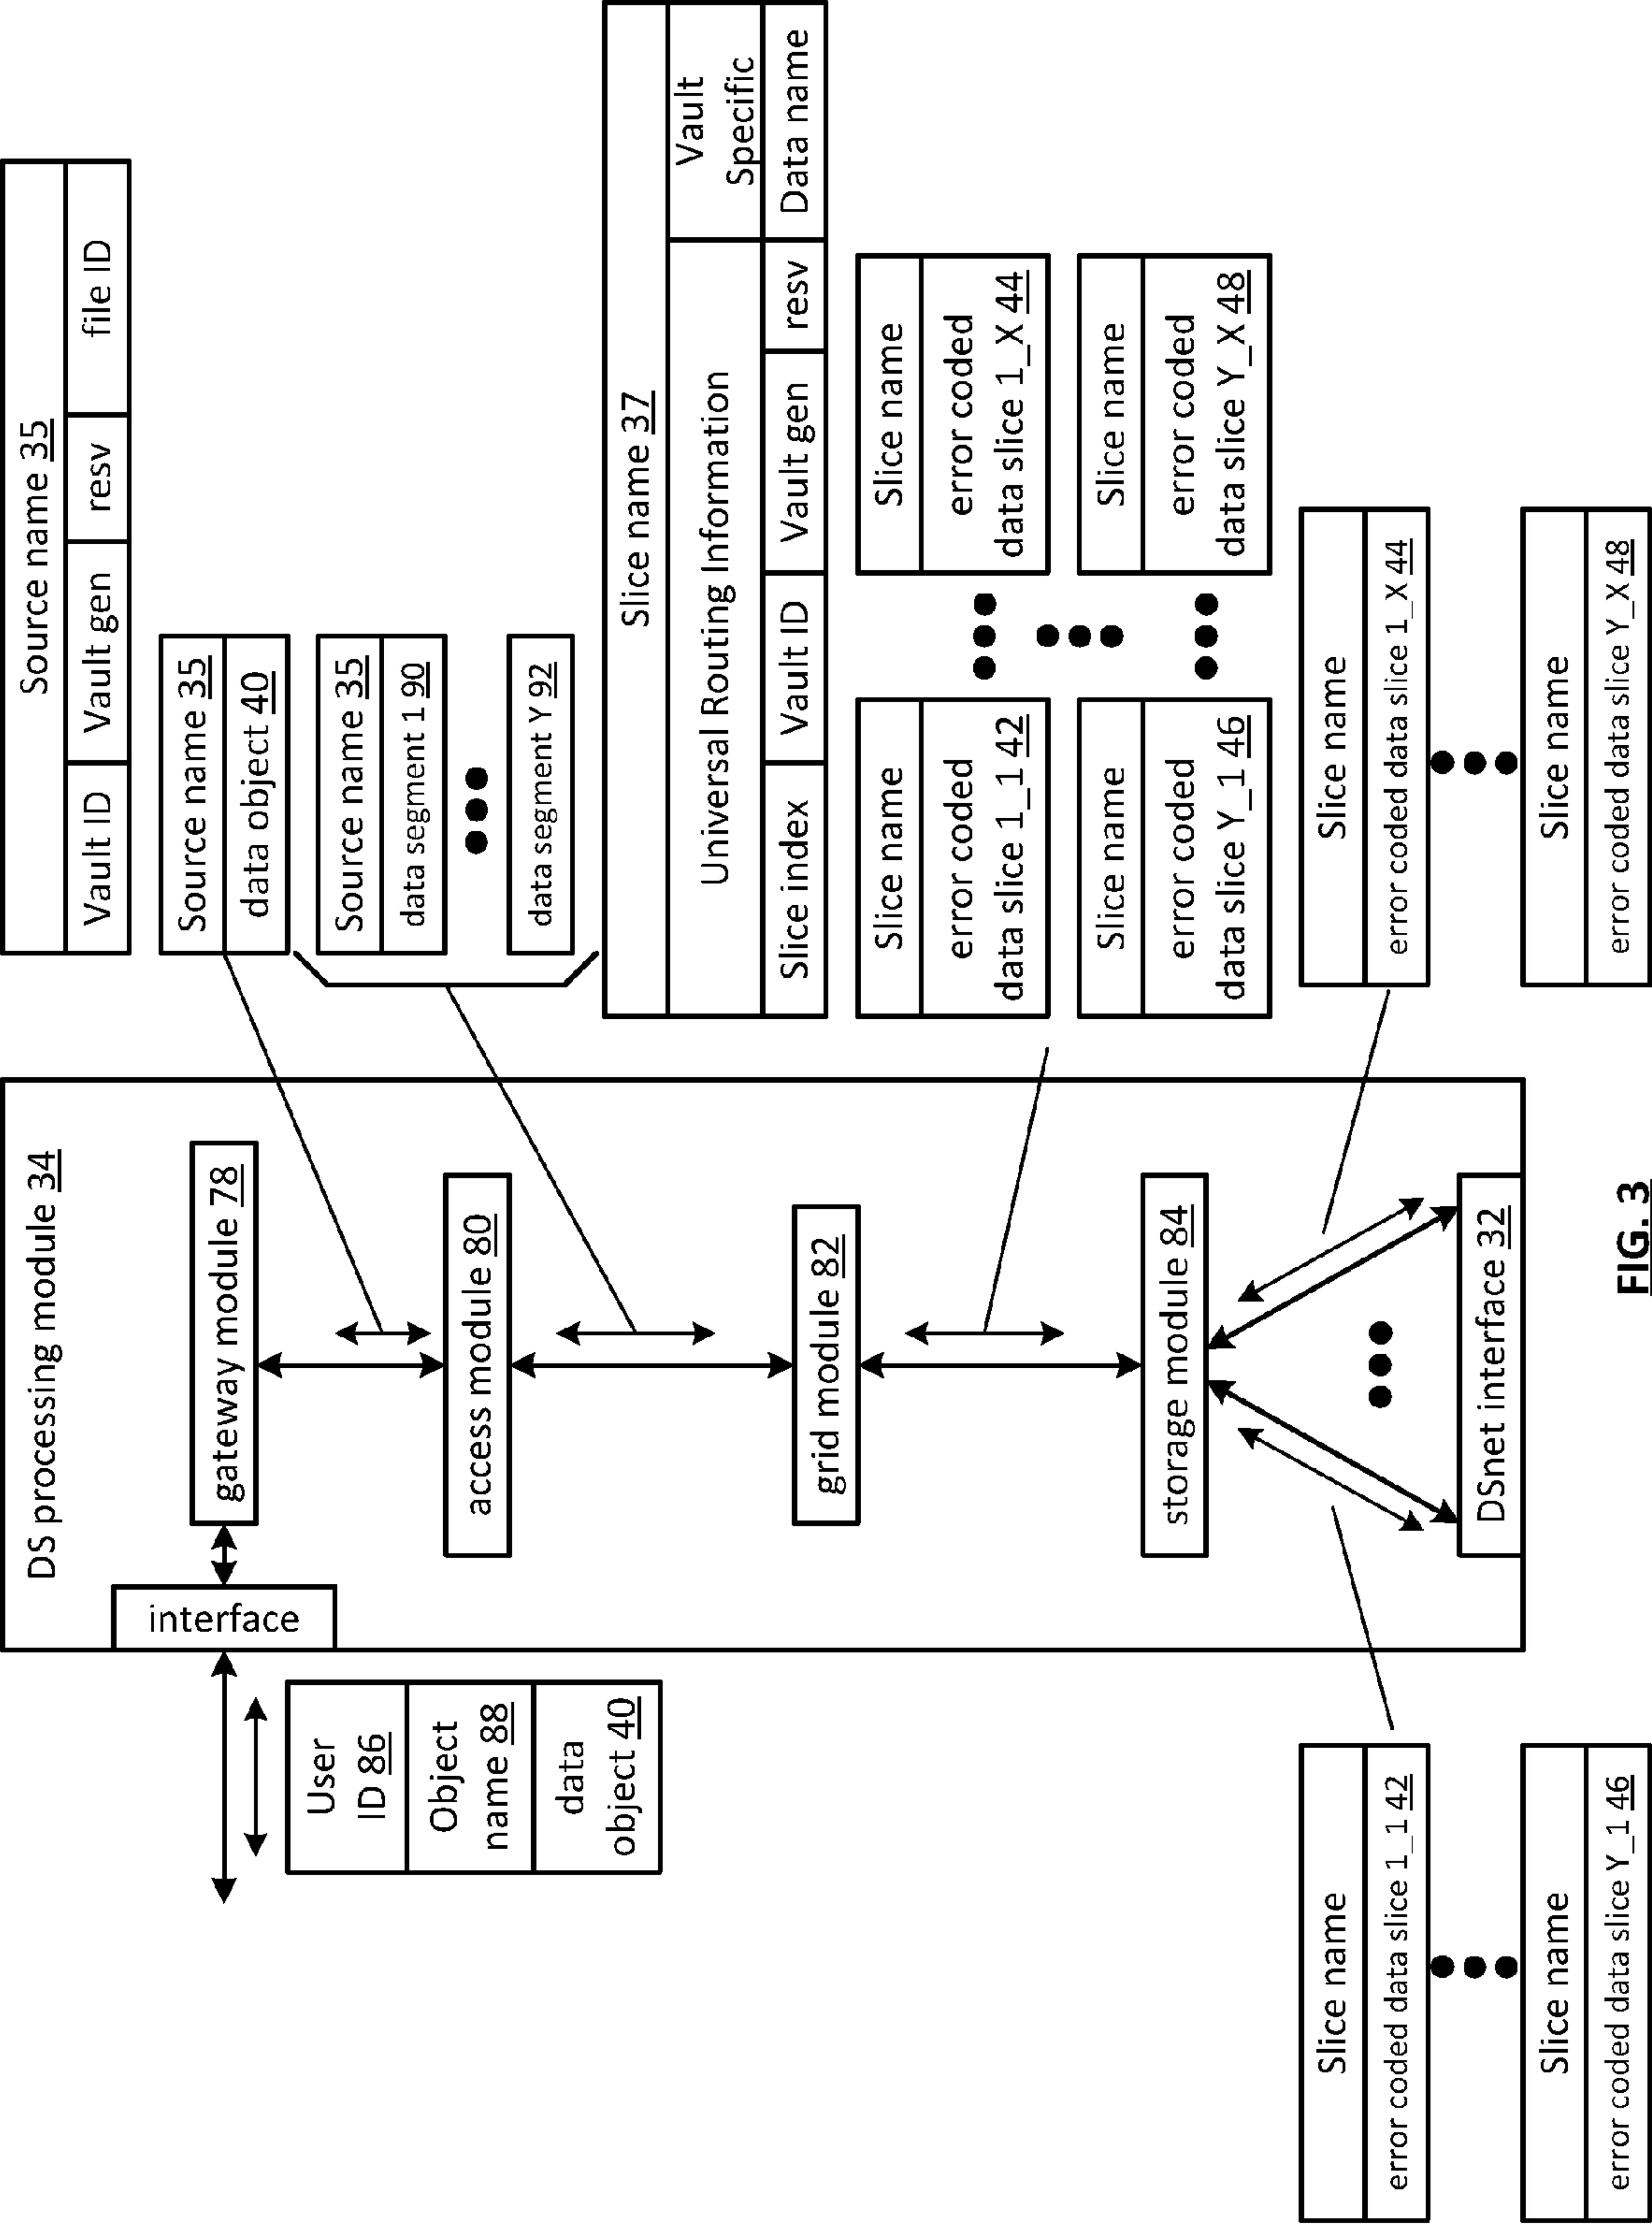 Source name 35
Vault ID
Vault gen
resv
file ID
DS processing module 34
interface
gateway module 78
Source name 35
data object 40
User
ID 86
Object
name 88
data
object 40
access module 80
Source name 35
data segment 1 90
data segment Y 92
Slice name 37
Universal Routing Information
Vault
Specific
Slice index
Vault ID
Vault gen
resv
Data name
grid module 82
Slice name
error coded
data slice 1_1 42
Slice name
error coded
data slice 1_X 44
Slice name
error coded
data slice Y_1 46
Slice name
error coded
data slice Y_X 48
storage module 84
Slice name
error coded data slice 1_1 42
Slice name
error coded data slice Y_1 46
Slice name
error coded data slice 1_X 44
Slice name
error coded data slice Y_X 48
DSnet interface 32
FIG. 3